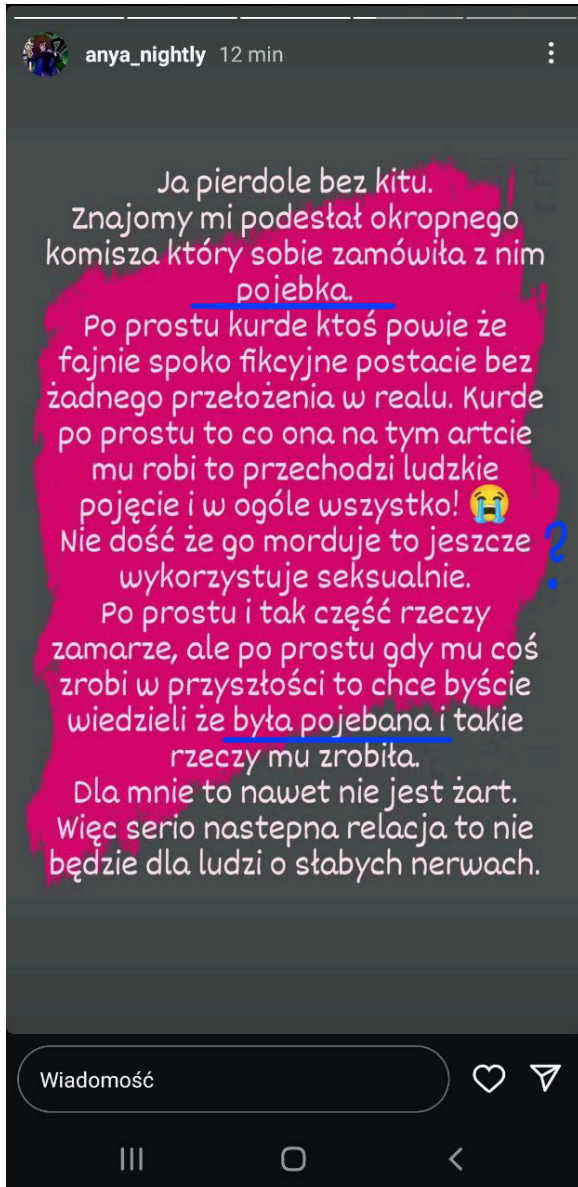 anya_nightly 12 min
Ja pierdole bez kitu.
Znajomy mi podesłał okropnego
komisza który sobie zamówiła z nim
pojebka.
Po prostu kurde ktoś powie że
fajnie spoko fikcyjne postacie bez
żadnego przełożenia w realu. Kurde
po prostu to co ona na tym artcie
mu robi to przechodzi ludzkie
pojęcie i w ogóle wszystko! 😭
Nie dość że go morduje to jeszcze ?
wykorzystuje seksualnie.
Po prostu i tak część rzeczy
zamarze, ale po prostu gdy mu coś
zrobi w przyszłości to chce byście
wiedzieli że była pojebana i takie
rzeczy mu zrobiła.
Dla mnie to nawet nie jest żart.
Więc serio nastepna relacja to nie
będzie dla ludzi o słabych nerwach.
Wiadomość